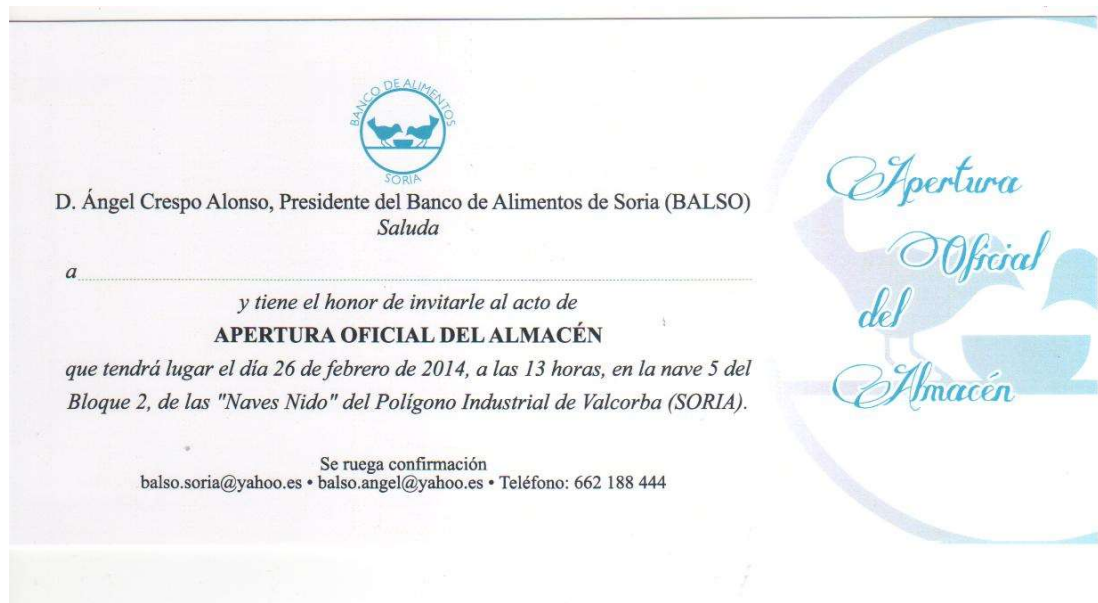 BANCO DE ALIMENTOS
SORIA
D. Ángel Crespo Alonso, Presidente del Banco de Alimentos de Soria (BALSO)
Saluda
a
y tiene el honor de invitarle al acto de
APERTURA OFICIAL DEL ALMACÉN
que tendrá lugar el día 26 de febrero de 2014, a las 13 horas, en la nave 5 del
Bloque 2, de las "Naves Nido" del Polígono Industrial de Valcorba (SORIA).
Se ruega confirmación
balso.soria@yahoo.es • balso.angel@yahoo.es • Teléfono: 662 188 444
Apertura
Oficial
del
Almacén